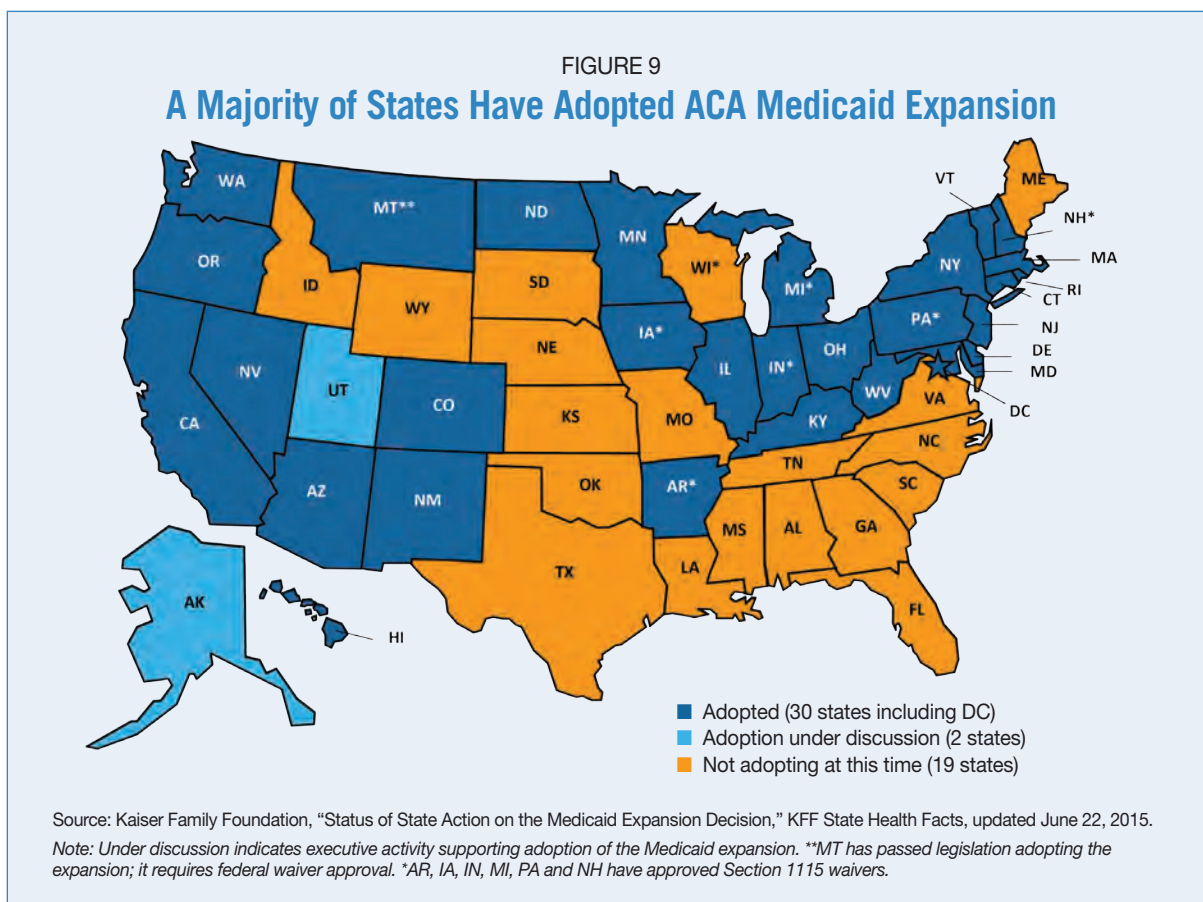 FIGURE 9
A Majority of States Have Adopted ACA Medicaid Expansion
WA
MT**
ND
MN
VT
ME
NH*
OR
ID
WY
SD
WI*
MI*
NY
MA
RI
CT
NV
UT
CO
NE
IA*
IL
IN*
OH
PA*
NJ
DE
MD
DC
CA
KS
MO
KY
WV
VA
AZ
NM
OK
AR*
TN
NC
SC
TX
LA
MS
AL
GA
FL
AK
HI
Adopted (30 states including DC)
Adoption under discussion (2 states)
Not adopting at this time (19 states)
Source: Kaiser Family Foundation, “Status of State Action on the Medicaid Expansion Decision,” KFF State Health Facts, updated June 22, 2015.
Note: Under discussion indicates executive activity supporting adoption of the Medicaid expansion. **MT has passed legislation adopting the
expansion; it requires federal waiver approval. *AR, IA, IN, MI, PA and NH have approved Section 1115 waivers.